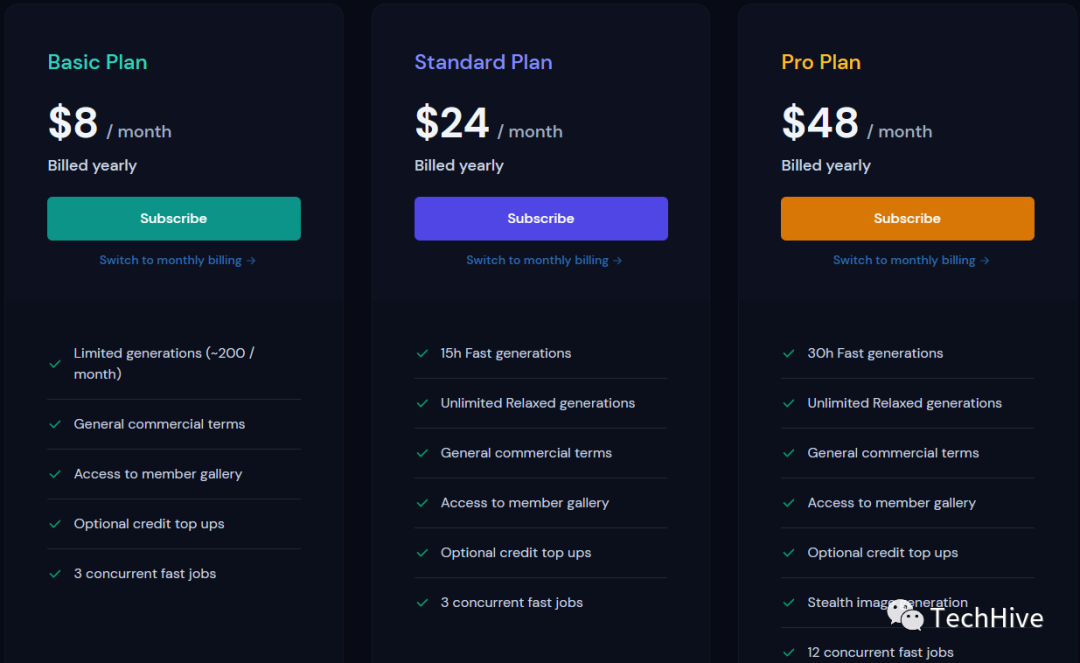 Basic Plan
$8 / month
Billed yearly
Subscribe
Switch to monthly billing →
Limited generations (~200 /
month)
General commercial terms
Access to member gallery
Optional credit top ups
3 concurrent fast jobs
Standard Plan
$24 / month
Billed yearly
Subscribe
Switch to monthly billing →
15h Fast generations
Unlimited Relaxed generations
General commercial terms
Access to member gallery
Optional credit top ups
3 concurrent fast jobs
Pro Plan
$48 / month
Billed yearly
Subscribe
Switch to monthly billing →
30h Fast generations
Unlimited Relaxed generations
General commercial terms
Access to member gallery
Optional credit top ups
Stealth image generation
12 concurrent fast jobs
TechHive